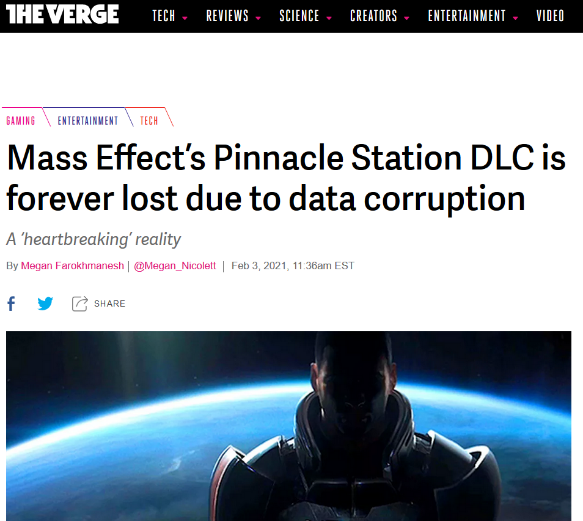 THE VERGE TECH REVIEWS SCIENCE CREATORS ENTERTAINMENT VIDEO
GAMING ENTERTAINMENT TECH
Mass Effect’s Pinnacle Station DLC is
forever lost due to data corruption
A ‘heartbreaking’ reality
By Megan Farokhmanesh | @Megan_Nicolett | Feb 3, 2021, 11:36am EST
f SHARE